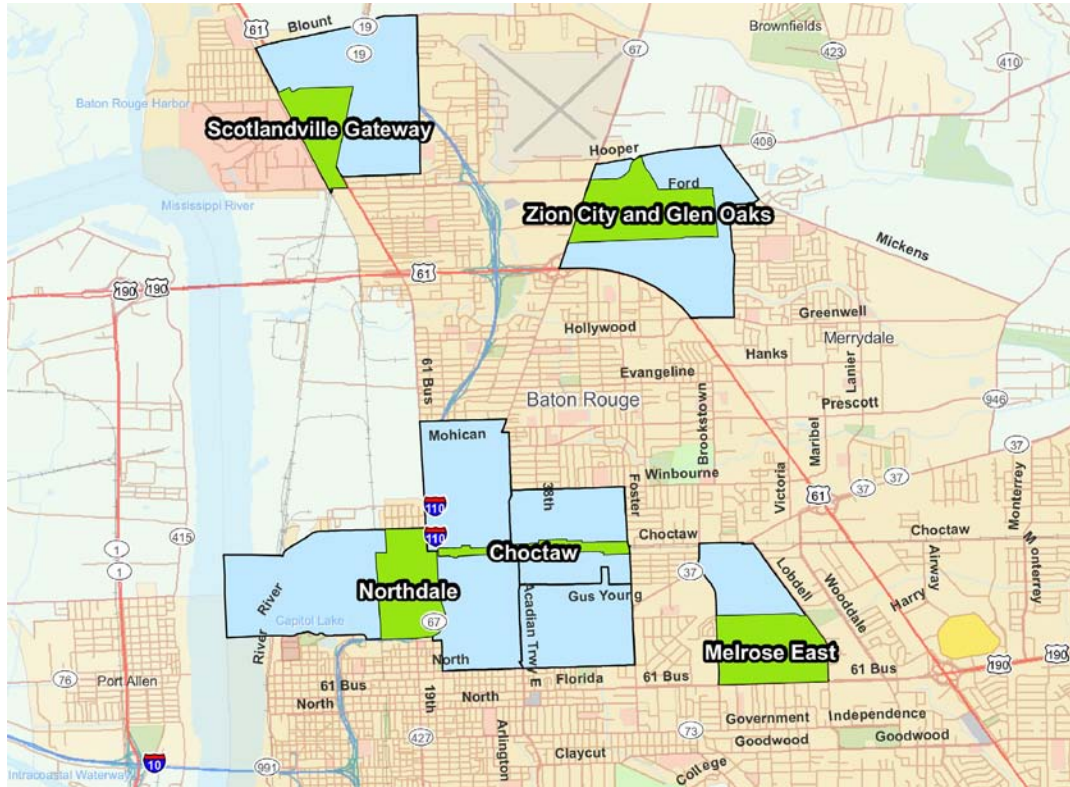 Blount
19
61
19
Brownfields
423
67
410
Baton Rouge Harbor
Scotlandville Gateway
Hooper
408
Ford
Mississippi River
Zion City and Glen Oaks
Mickens
61
190
190
Greenwell
Hollywood
Merrydale
Hanks
61 Bus
Evangeline
Lanier
Baton Rouge
Brookstown
Prescott
946
Maribel
37
Mohican
Winbourne
Victoria
Monterrey
38th
Foster
61
37
37
110
415
110
Choctaw
Choctaw
Choctaw
Airway
Monterrey
1
1
River
Northdale
37
Lobdell
Wooddale
Harry
Gus Young
Capitol Lake
67
Acadian Trwy E
River
North
Melrose East
190
190
76
Port Allen
61 Bus
Florida
61 Bus
61 Bus
North
19th
North
Government
Independence
427
Arlington
73
Goodwood
Goodwood
Claycut
College
10
991
Intracoastal Waterway